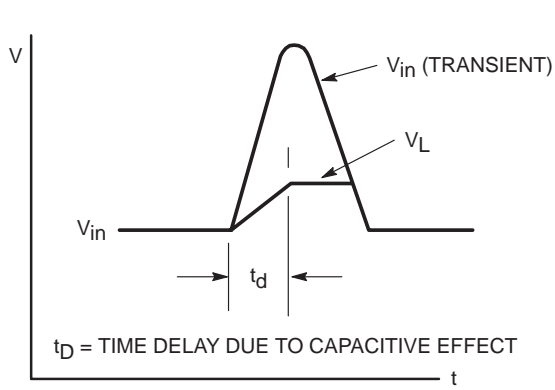 V
Vin (TRANSIENT)
VL
Vin
td
tD = TIME DELAY DUE TO CAPACITIVE EFFECT
t